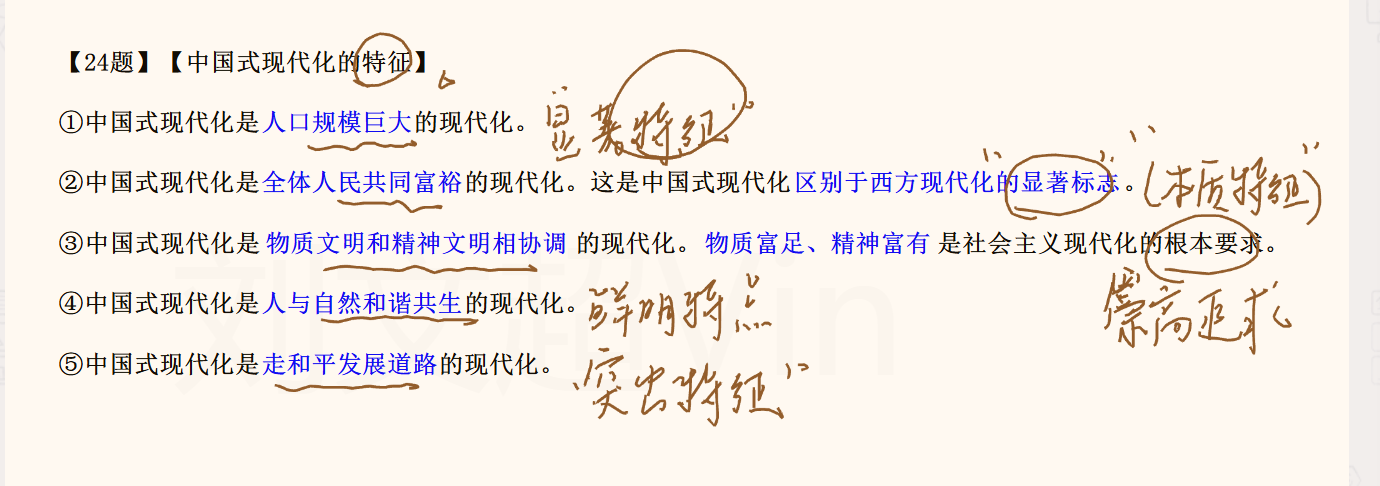 【24题】【中国式现代化的特征】
①中国式现代化是人口规模巨大的现代化。"显著特征"
②中国式现代化是全体人民共同富裕的现代化。这是中国式现代化区别于西方现代化的"显著标志"。"(本质特征)"
③中国式现代化是物质文明和精神文明相协调 的现代化。 物质富足、精神富有 是社会主义现代化的根本要求。
崇高追求
④中国式现代化是人与自然和谐共生的现代化。"鲜明特点"
⑤中国式现代化是走和平发展道路的现代化。"突出特征"